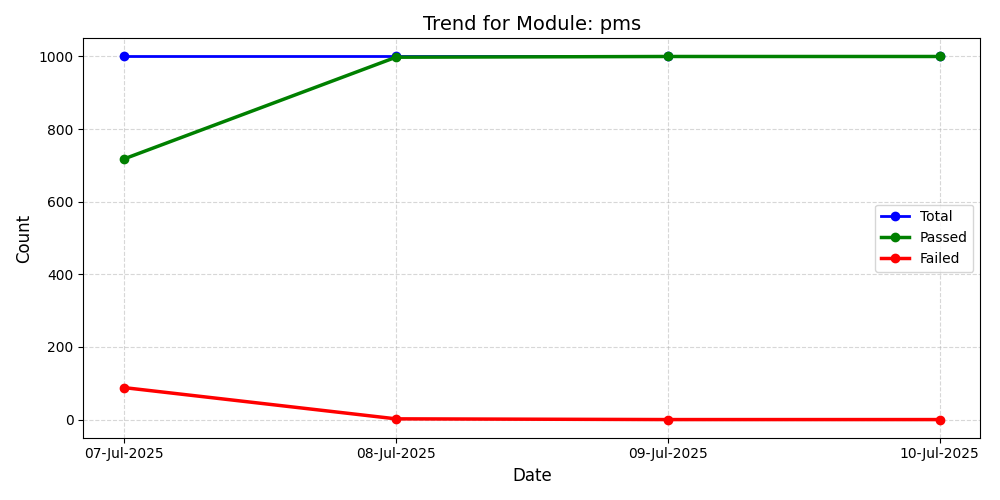 Trend for Module: pms
1000
800
600
400
200
0
Count
Total
Passed
Failed
07-Jul-2025
08-Jul-2025
09-Jul-2025
10-Jul-2025
Date